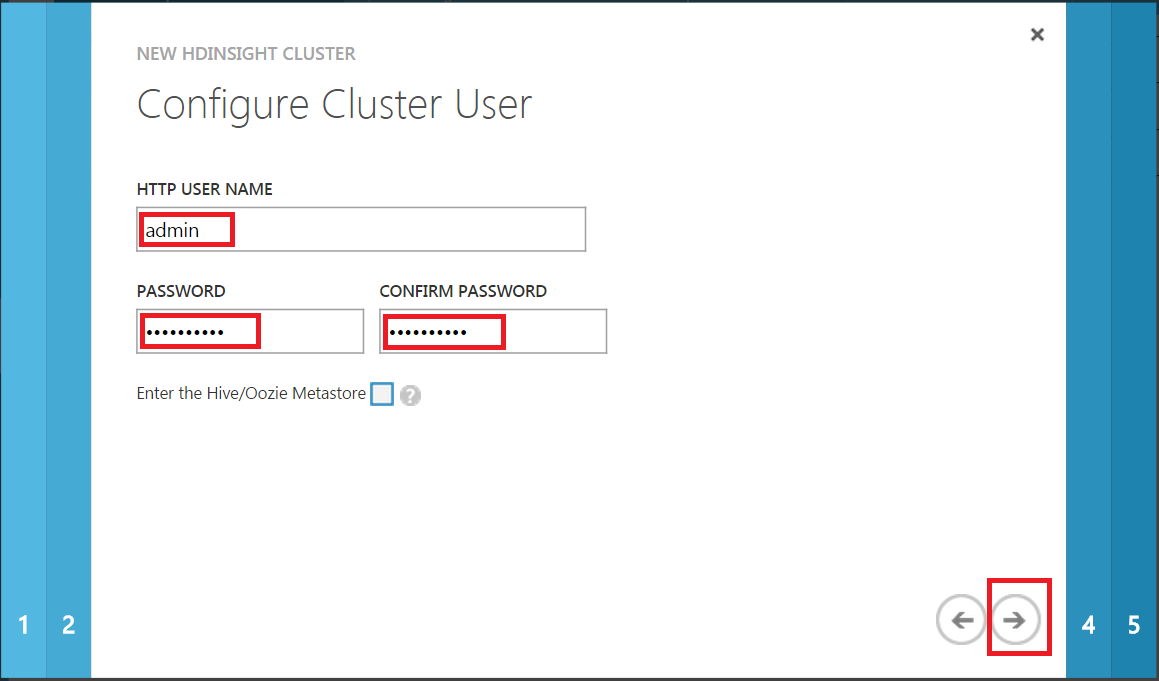 NEW HDINSIGHT CLUSTER
Configure Cluster User
HTTP USER NAME
admin
PASSWORD CONFIRM PASSWORD
•••••••••• ••••••••••
Enter the Hive/Oozie Metastore ?
1 2 4 5